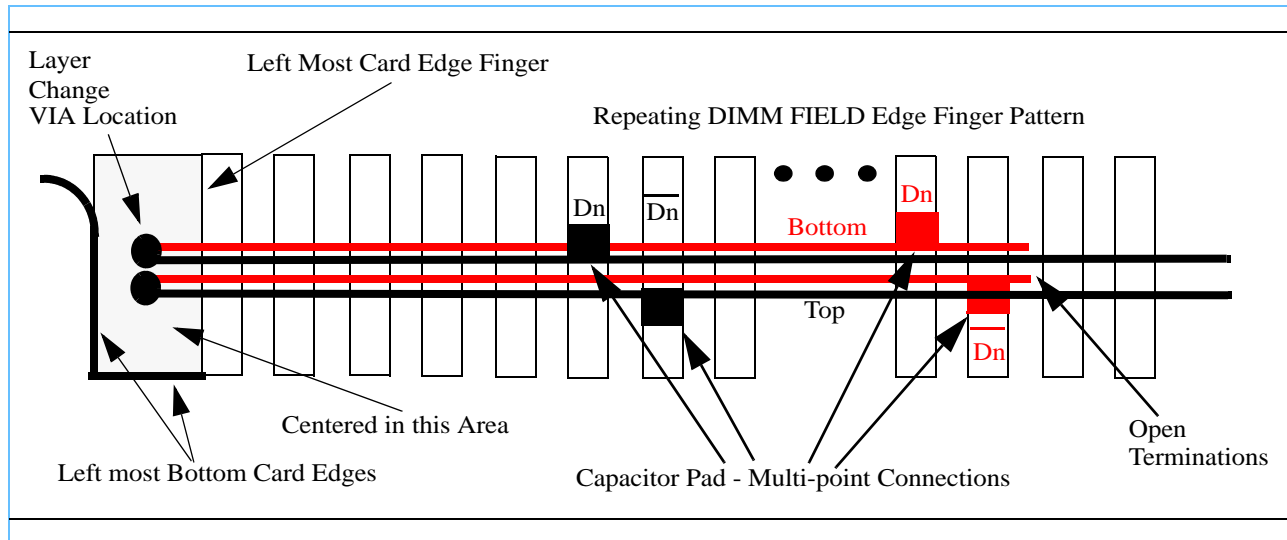 Layer
Change
VIA Location
Left Most Card Edge Finger
Repeating DIMM FIELD Edge Finger Pattern
Dn
Dn
Dn
Bottom
Top
Dn
Centered in this Area
Left most Bottom Card Edges
Capacitor Pad - Multi-point Connections
Open
Terminations